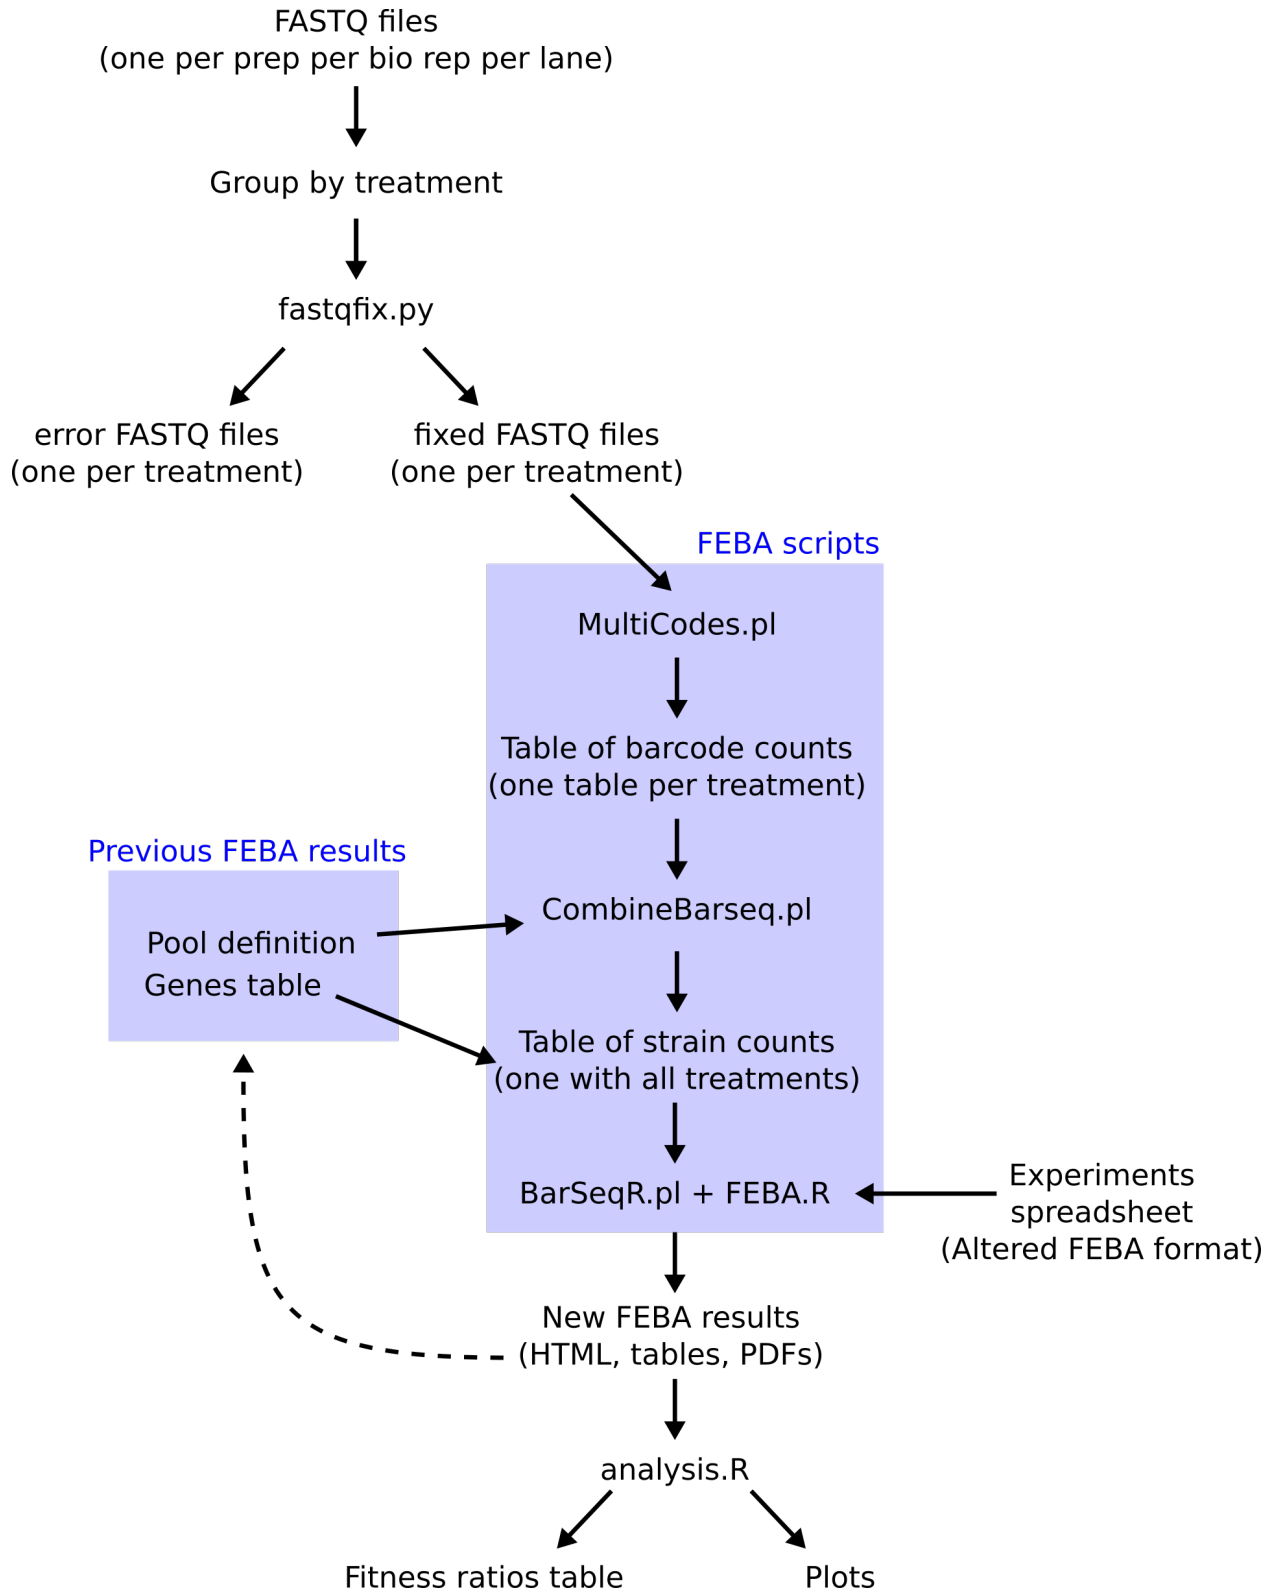 FASTQ files
(one per prep per bio rep per lane)
Group by treatment
fastqfix.py
error FASTQ files
(one per treatment)
fixed FASTQ files
(one per treatment)
FEBA scripts
MultiCodes.pl
Table of barcode counts
(one table per treatment)
Previous FEBA results
Pool definition
Genes table
CombineBarseq.pl
Table of strain counts
(one with all treatments)
BarSeqR.pl + FEBA.R
Experiments
spreadsheet
(Altered FEBA format)
New FEBA results
(HTML, tables, PDFs)
analysis.R
Fitness ratios table
Plots